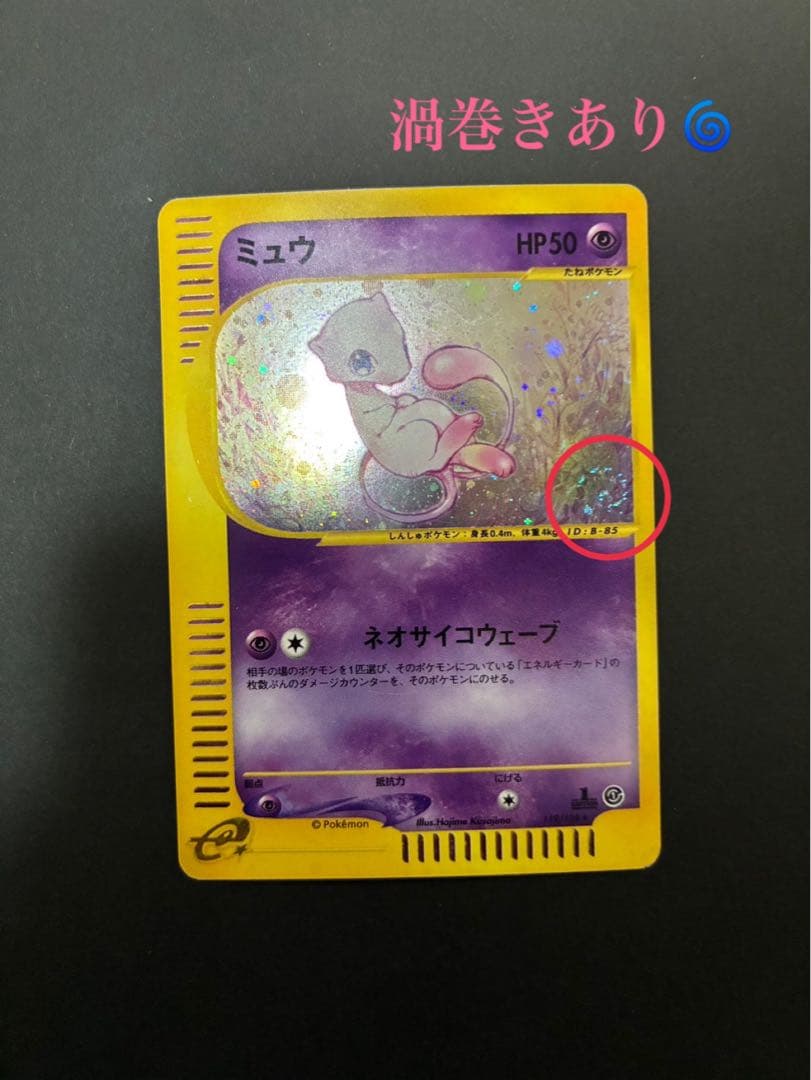 渦巻きあり🌀
ミュウ HP50
たねポケモン
しんしゅポケモン：身長0.4m、体重4kg ID：B-85
ネオサイコウェーブ
相手の場のポケモンを1匹選び、そのポケモンについている「エネルギーカード」の
枚数ぶんのダメージカウンターを、そのポケモンにのせる。
弱点 抵抗力 にげる
1
©Pokémon Illus.Hajime Kusajima
e